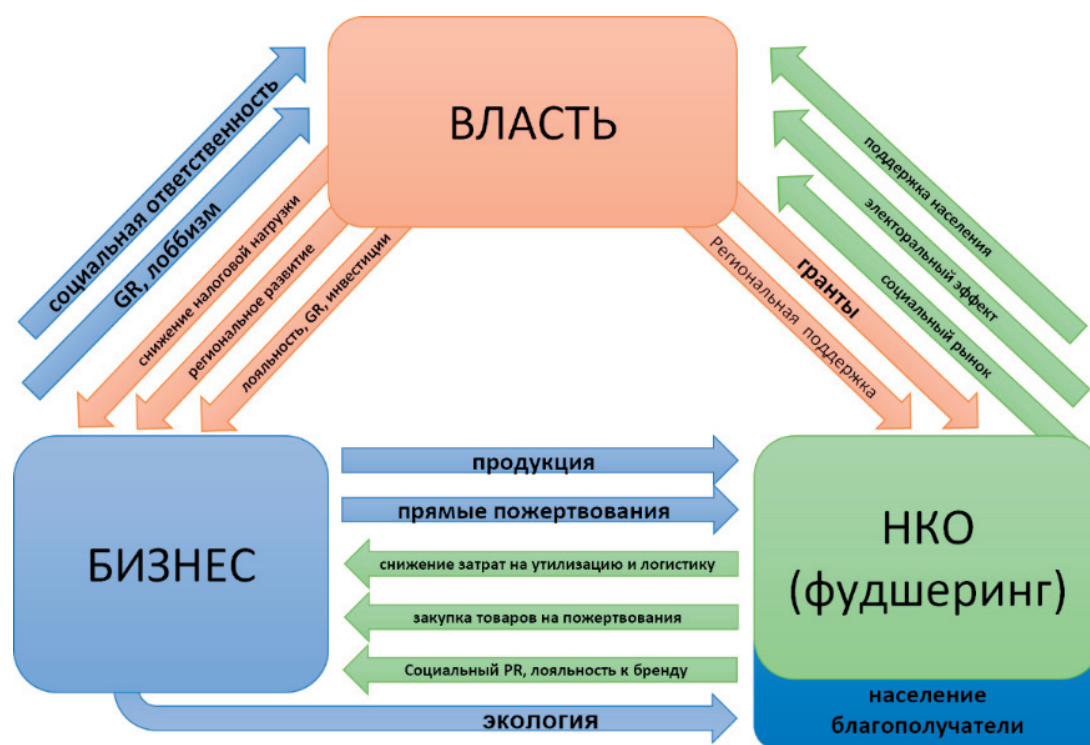 ВЛАСТЬ
социальная ответственность
GR, лоббизм
снижение налоговой нагрузки
региональное развитие
лояльность, GR, инвестиции
Региональная поддержка
гранты
поддержка населения
электоральный эффект
социальный рынок
БИЗНЕС
продукция
прямые пожертвования
снижение затрат на утилизацию и логистику
закупка товаров на пожертвования
Социальный PR, лояльность к бренду
экология
НКО
(фудшеринг)
население
благополучатели